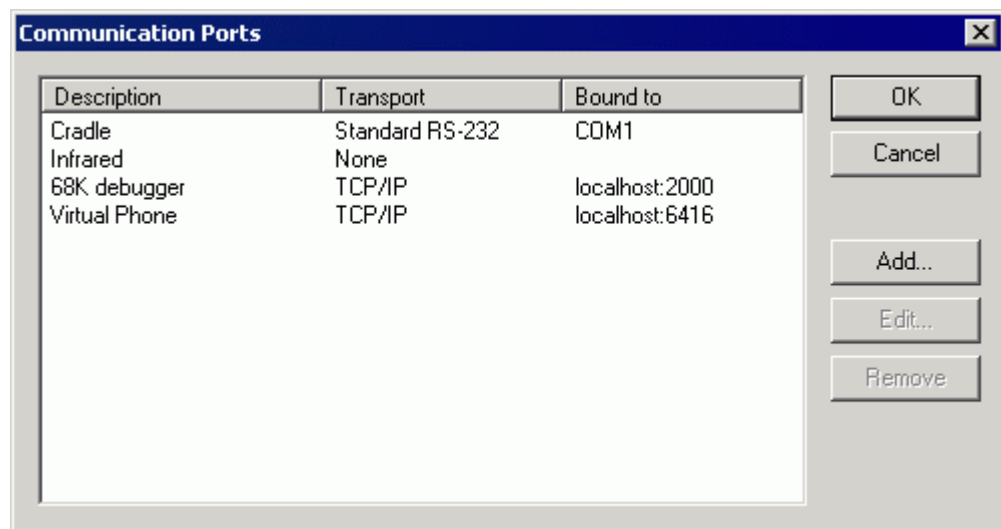 Communication Ports
Description Transport Bound to
Cradle Standard RS-232 COM1
Infrared None
68K debugger TCP/IP localhost:2000
Virtual Phone TCP/IP localhost:6416
OK
Cancel
Add...
Edit...
Remove